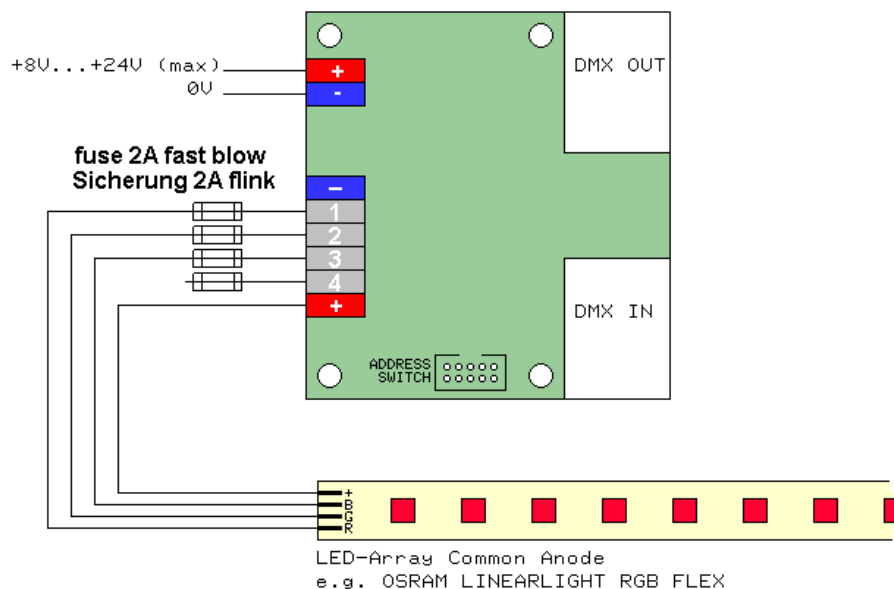 +8V...+24V (max)
+
0V
-
DMX OUT
fuse 2A fast blow
Sicherung 2A flink
–
1
2
3
4
+
DMX IN
ADDRESS
SWITCH
+
B
G
R
LED-Array Common Anode
e.g. OSRAM LINEARLIGHT RGB FLEX